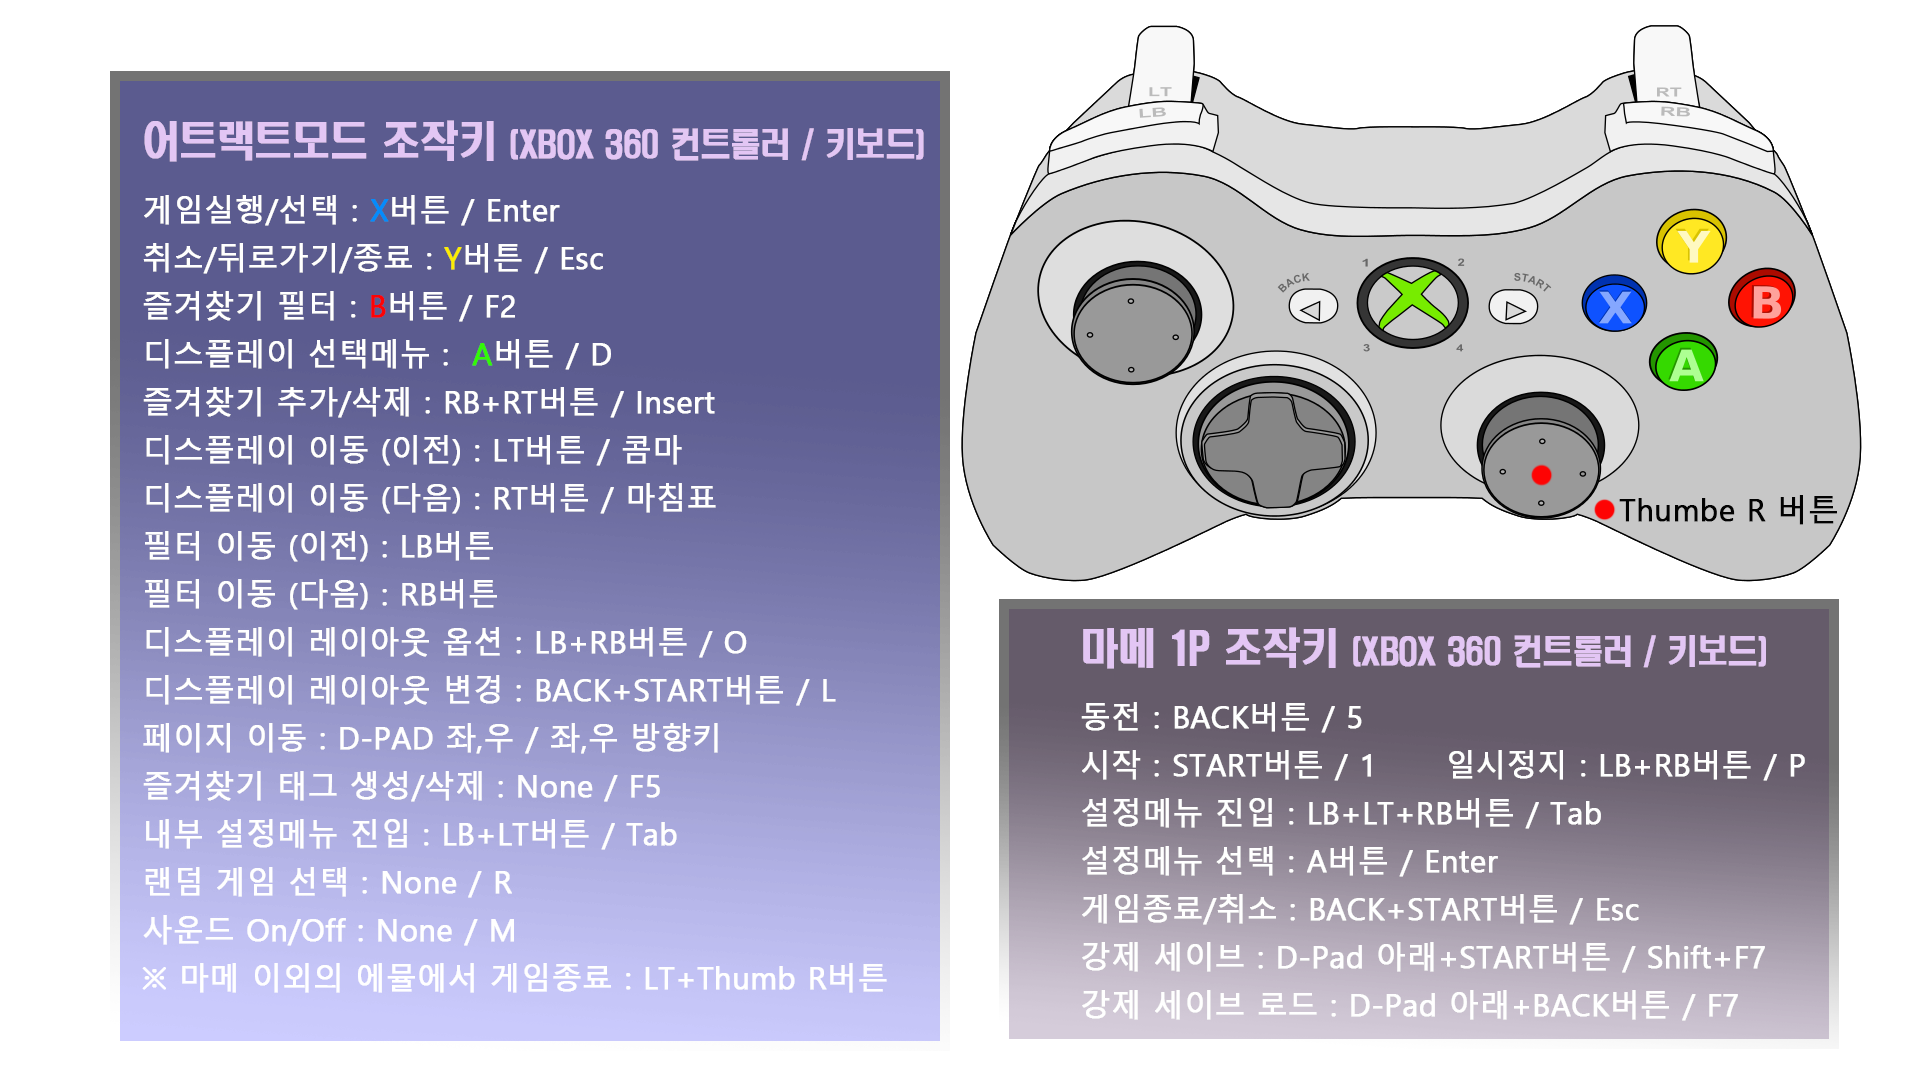 어트랙트모드 조작키 (XBOX 360 컨트롤러 / 키보드)
게임실행/선택 : X버튼 / Enter
취소/뒤로가기/종료 : Y버튼 / Esc
즐겨찾기 필터 : B버튼 / F2
디스플레이 선택메뉴 : A버튼 / D
즐겨찾기 추가/삭제 : RB+RT버튼 / Insert
디스플레이 이동 (이전) : LT버튼 / 콤마
디스플레이 이동 (다음) : RT버튼 / 마침표
필터 이동 (이전) : LB버튼
필터 이동 (다음) : RB버튼
디스플레이 레이아웃 옵션 : LB+RB버튼 / O
디스플레이 레이아웃 변경 : BACK+START버튼 / L
페이지 이동 : D-PAD 좌,우 / 좌,우 방향키
즐겨찾기 태그 생성/삭제 : None / F5
내부 설정메뉴 진입 : LB+LT버튼 / Tab
랜덤 게임 선택 : None / R
사운드 On/Off : None / M
※ 마메 이외의 에뮬에서 게임종료 : LT+Thumb R버튼
LT
LB
RT
RB
BACK
1
2
3
4
START
Y
X
B
A
Thumbe R 버튼
마메 1P 조작키 (XBOX 360 컨트롤러 / 키보드)
동전 : BACK버튼 / 5
시작 : START버튼 / 1 일시정지 : LB+RB버튼 / P
설정메뉴 진입 : LB+LT+RB버튼 / Tab
설정메뉴 선택 : A버튼 / Enter
게임종료/취소 : BACK+START버튼 / Esc
강제 세이브 : D-Pad 아래+START버튼 / Shift+F7
강제 세이브 로드 : D-Pad 아래+BACK버튼 / F7